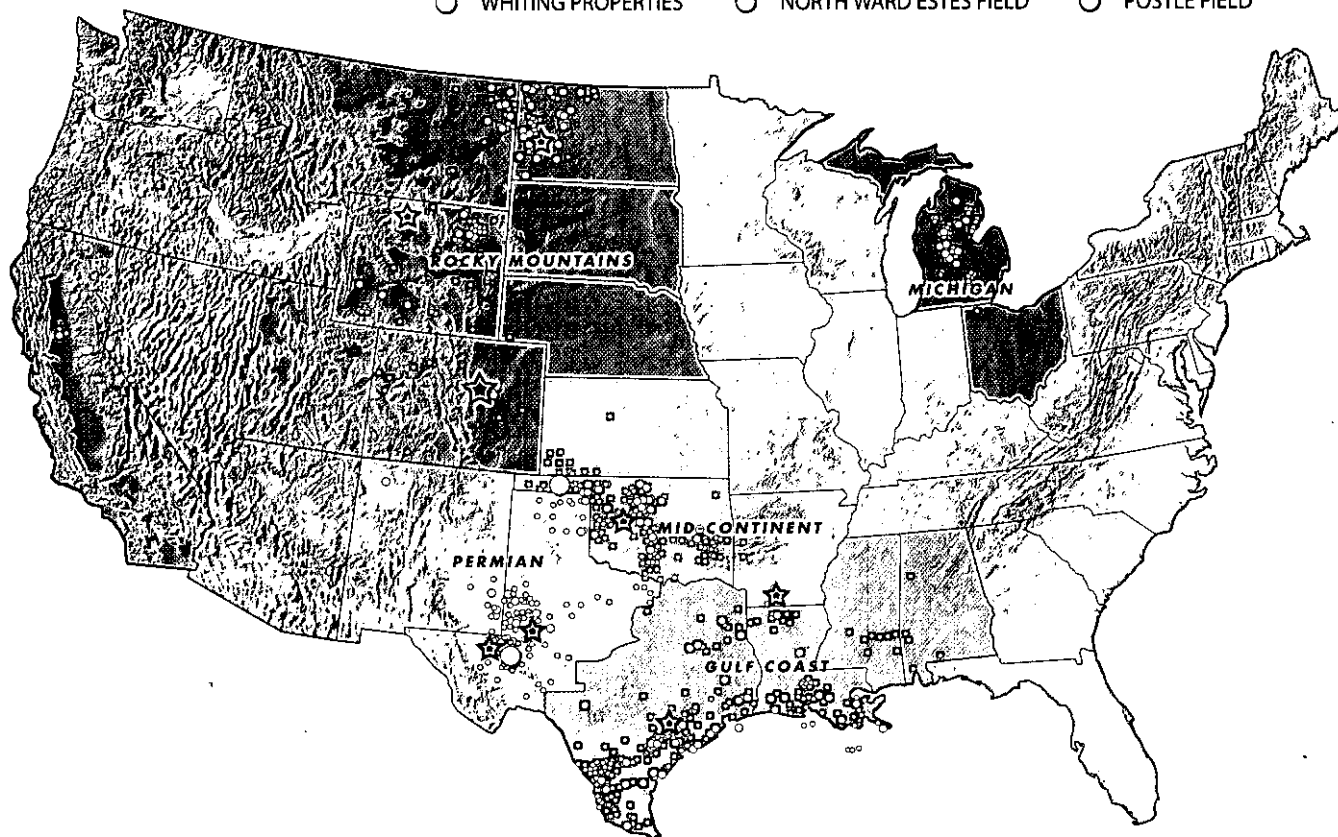 WHITING PROPERTIES NORTH WARD ESTES FIELD POSTLE FIELD
ROCKY MOUNTAINS
MICHIGAN
MID-CONTINENT
PERMIAN
GULF COAST